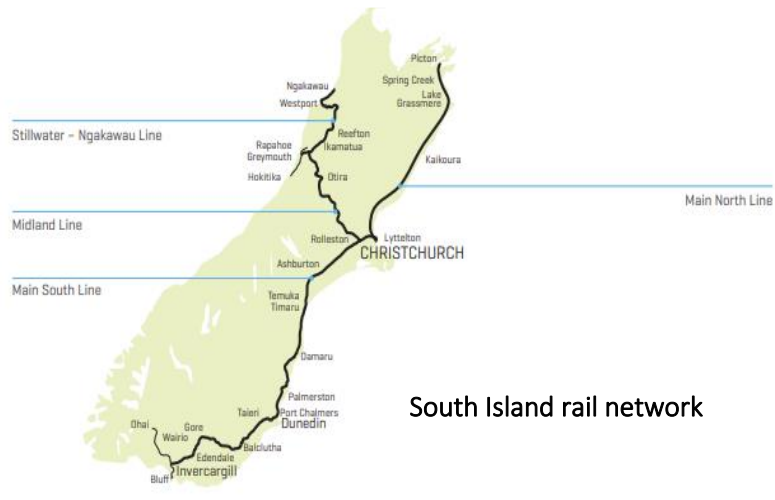 Picton
Spring Creek
Lake
Grassmere
Ngakawau
Westport
Stillwater - Ngakawau Line
Reefton
Ikamatua
Rapahoe
Greymouth
Kaikoura
Otira
Hokitika
Main North Line
Midland Line
Rolleston
Lyttelton
CHRISTCHURCH
Ashburton
Main South Line
Temuka
Timaru
Oamaru
Palmerston
South Island rail network
Taieri
Port Chalmers
Dunedin
Ohai
Gore
Wairio
Balclutha
Edendale
Invercargill
Bluff